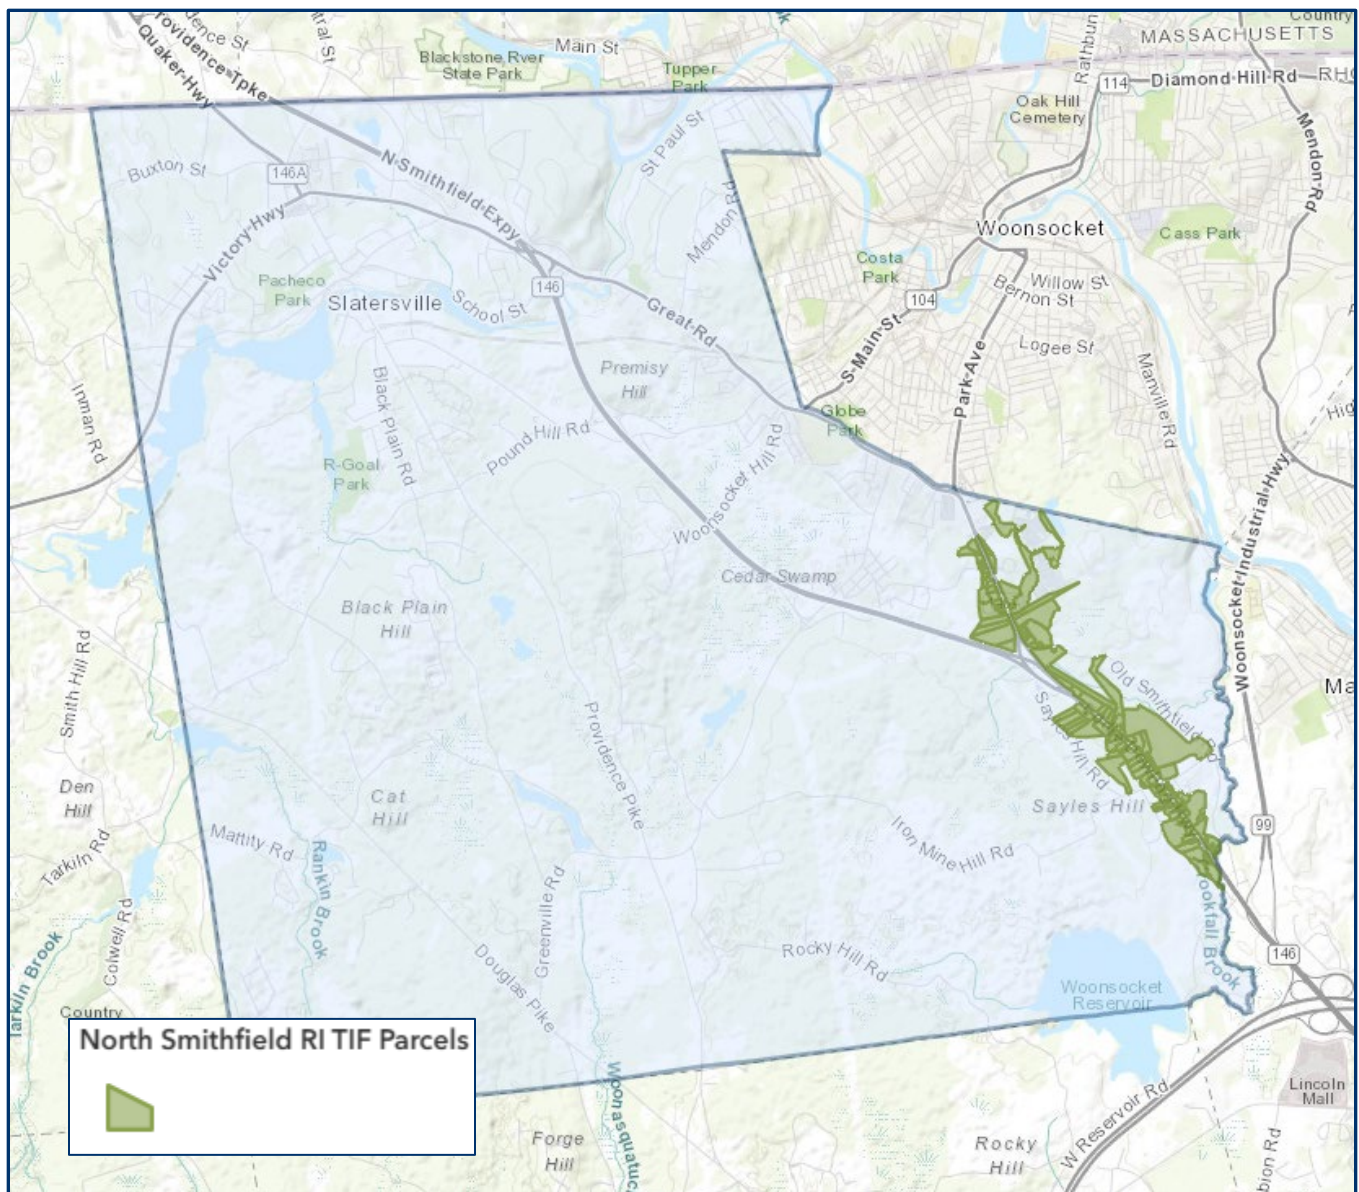 Country
MASSACHUSETTS
Providence-Tpke
Quaker-Hwy
Main St
Blackstone Rver
State Park
Tupper
Park
Rathbun
114
Diamond Hill-Rd
Oak Hill
Cemetery
Mendon-Rd
Buxton St
146A
N-Smithfield-Expy
St Paul St
Mendon Rd
Victory-Hwy
Woonsocket
Cass Park
Costa
Park
Pacheco
Park
Slatersville
School St
146
Great-Rd
104
Willow St
Bernon St
Logee St
S-Main-St
Park-Ave
Manville Rd
Premisy
Hill
Inman Rd
Black Plain Rd
Globe
Park
Pound Hill Rd
R-Goal
Park
Woonsocket Hill Rd
Woonsocket-Industrial-Hwy
Cedar Swamp
Black Plain
Hill
Smith Hill Rd
Old Smithfield Rd
Sayles Hill Rd
Providence Pike
Den
Hill
Cat
Hill
Sayles Hill
99
Mattity Rd
Iron Mine Hill Rd
Tarkiln Rd
Rankin Brook
Greenville Rd
Colwell Rd
Rocky Hill Rd
Douglas Pike
146
Woonsocket
Reservoir
Tarkiln Brook
Country
North Smithfield RI TIF Parcels
Lincoln
Mall
W Reservoir Rd
Forge
Hill
Rocky
Hill